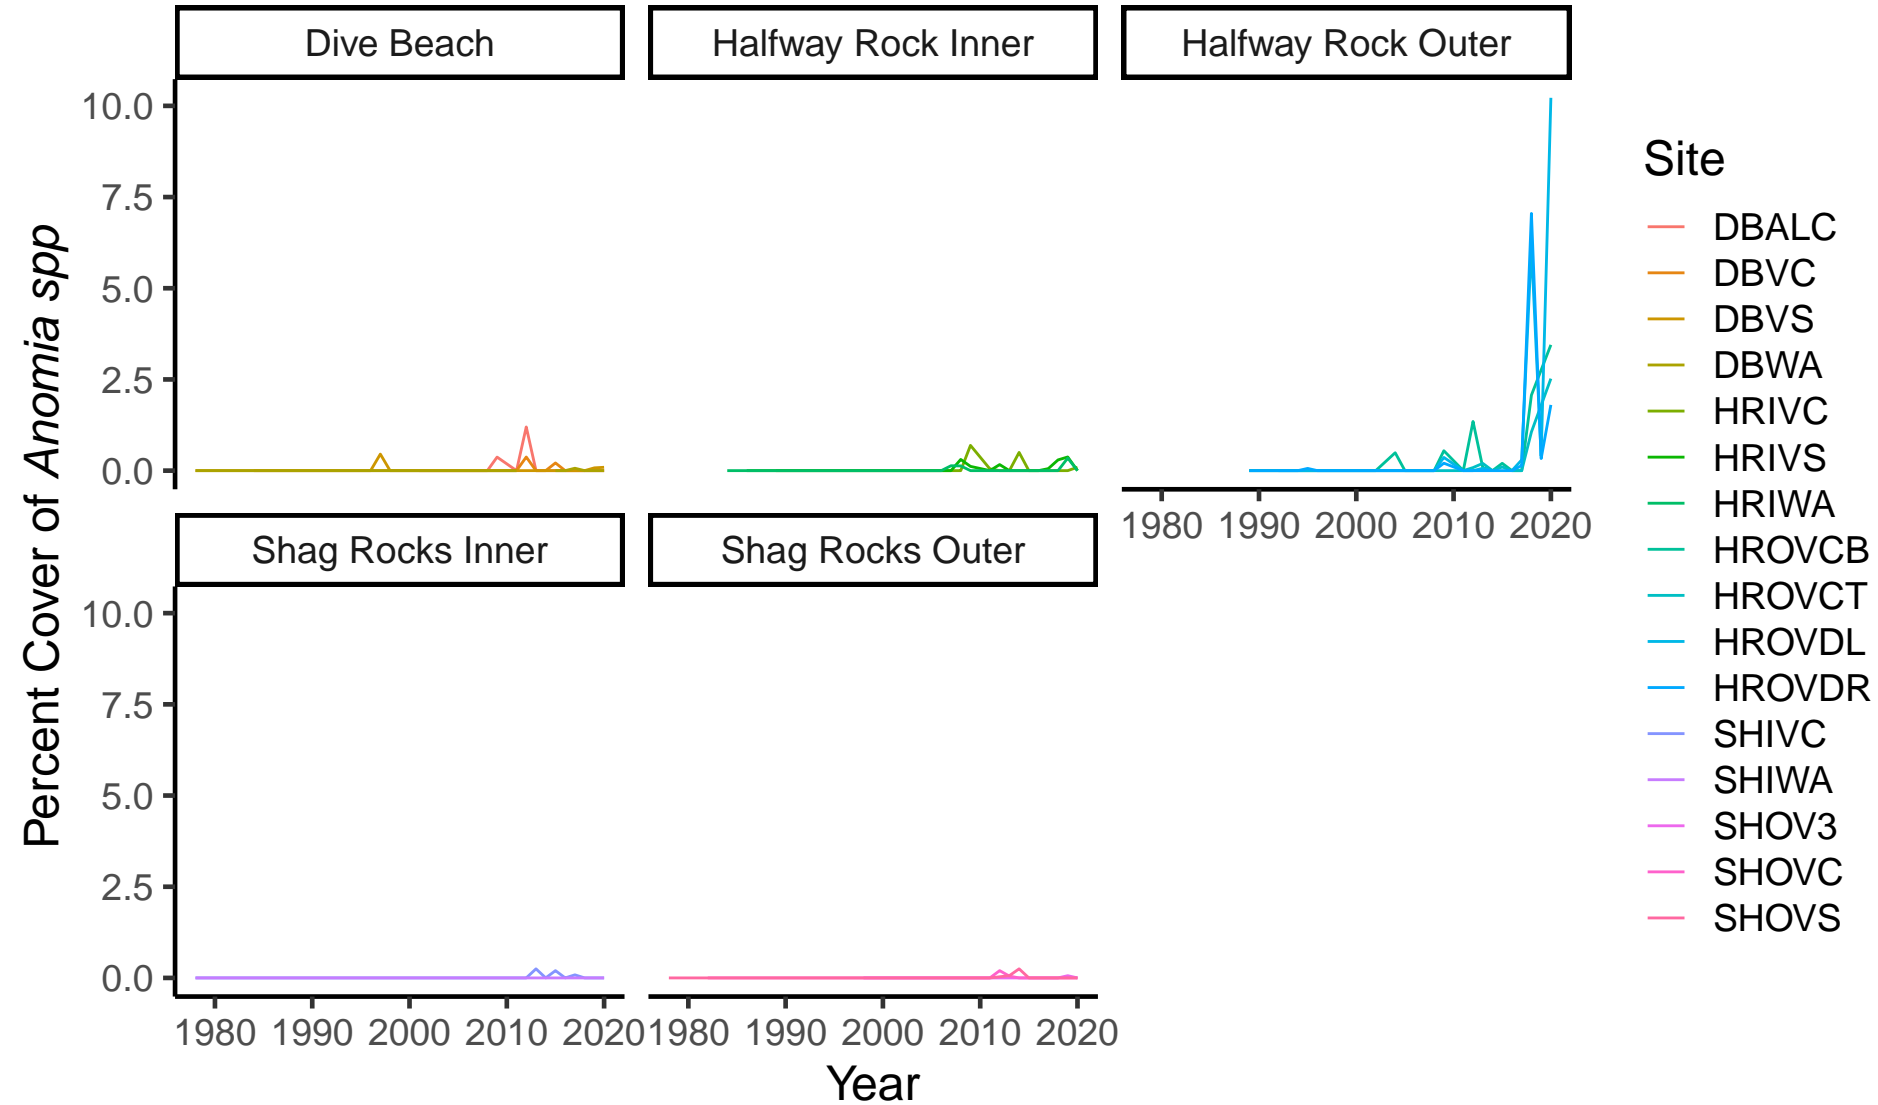 Dive Beach
Halfway Rock Inner
Halfway Rock Outer
10.0
7.5
5.0
2.5
0.0
1980 1990 2000 2010 2020
Shag Rocks Inner
Shag Rocks Outer
10.0
7.5
5.0
2.5
0.0
1980 1990 2000 2010 2020
1980 1990 2000 2010 2020
Year
Percent Cover of Anomia spp
Site
DBALC
DBVC
DBVS
DBWA
HRIVC
HRIVS
HRIWA
HROVCB
HROVCT
HROVDL
HROVDR
SHIVC
SHIWA
SHOV3
SHOVC
SHOVS